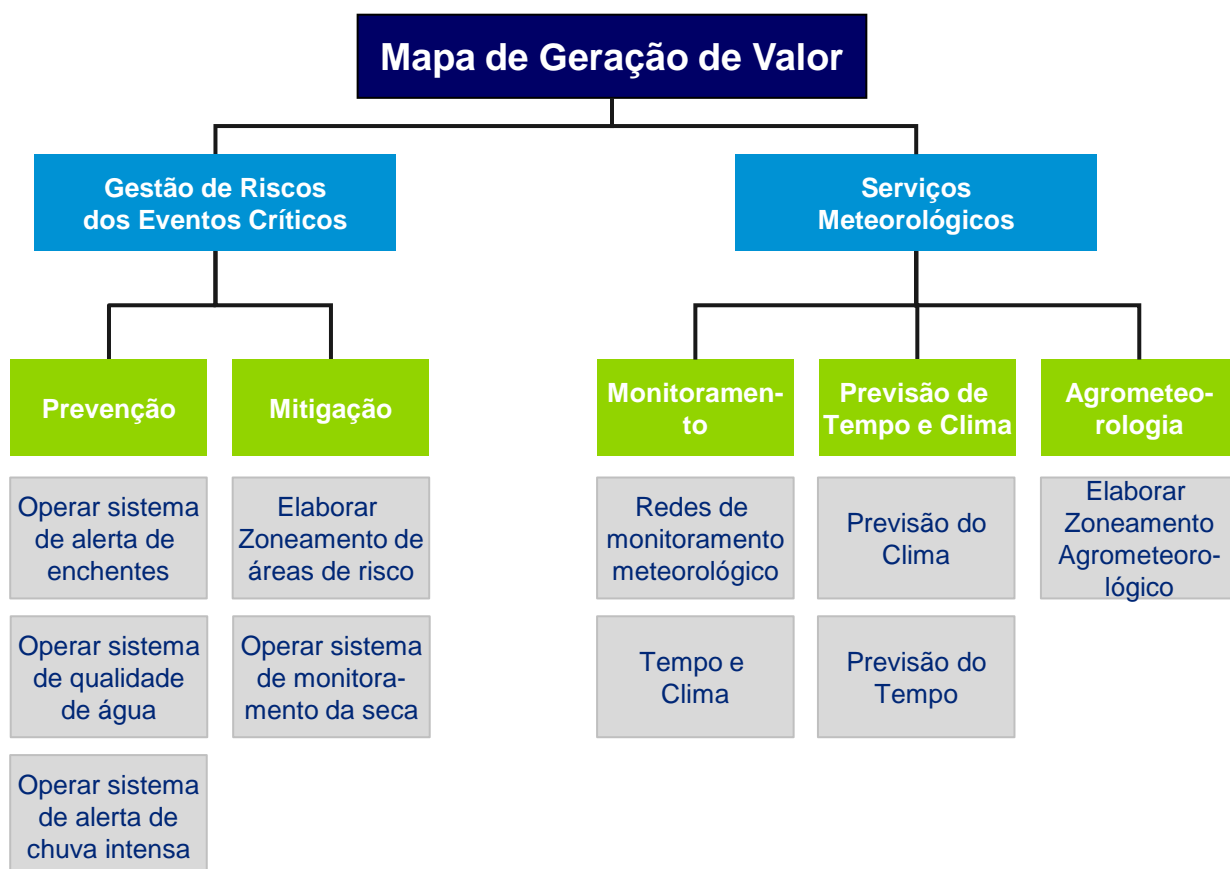 Mapa de Geração de Valor
Gestão de Riscos
dos Eventos Críticos
Serviços
Meteorológicos
Prevenção
Mitigação
Monitoramen-
to
Previsão de
Tempo e Clima
Agrometeo-
rologia
Operar sistema
de alerta de
enchentes
Elaborar
Zoneamento de
áreas de risco
Redes de
monitoramento
meteorológico
Previsão do
Clima
Elaborar
Zoneamento
Agrometeoro-
lógico
Operar sistema
de qualidade
de água
Operar sistema
de monitora-
mento da seca
Tempo e
Clima
Previsão do
Tempo
Operar sistema
de alerta de
chuva intensa